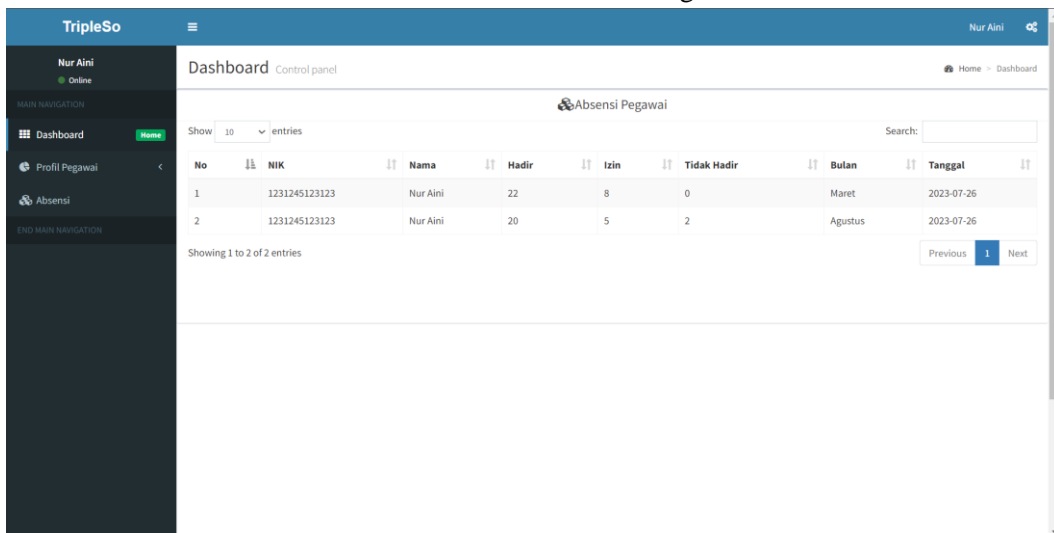 TripleSo
Nur Aini
Nur Aini
Online
Dashboard Control panel
Home > Dashboard
MAIN NAVIGATION
Dashboard Home
Profil Pegawai
Absensi
END MAIN NAVIGATION
Absensi Pegawai
Show 10 entries
Search:
No NIK Nama Hadir Izin Tidak Hadir Bulan Tanggal
1 1231245123123 Nur Aini 22 8 0 Maret 2023-07-26
2 1231245123123 Nur Aini 20 5 2 Agustus 2023-07-26
Showing 1 to 2 of 2 entries
Previous 1 Next